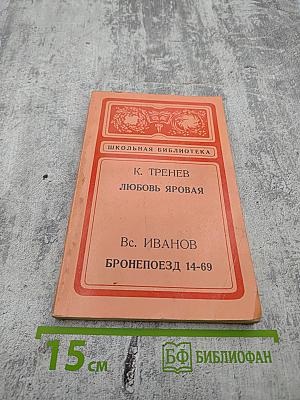 ШКОЛЬНАЯ БИБЛИОТЕКА
К. ТРЕНЕВ
ЛЮБОВЬ ЯРОВАЯ
Вс. ИВАНОВ
БРОНЕПОЕЗД 14-69
15 см
БФ БИБЛИОФАН